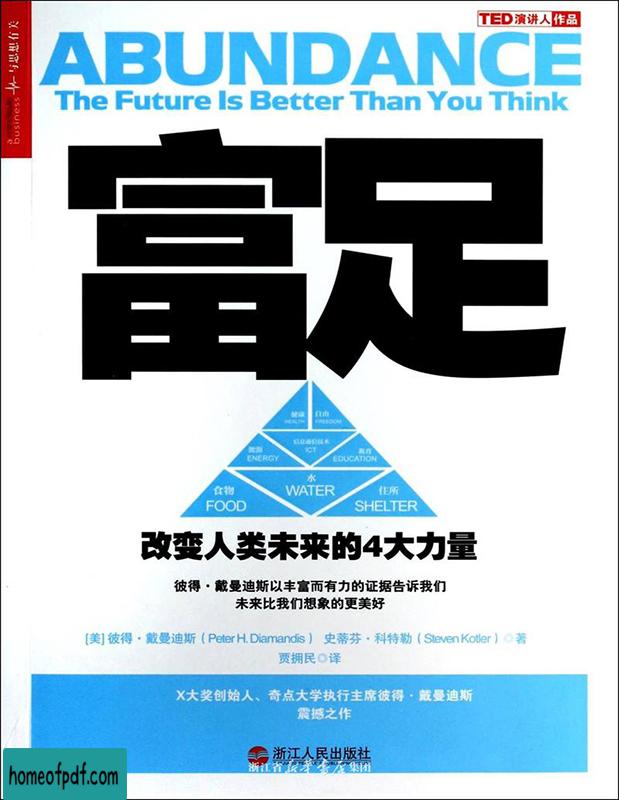 TED演讲人作品
与思想有关
business
ABUNDANCE
The Future Is Better Than You Think
富足
健康 自由
HEALTH FREEDOM
能源 信息通信技术 教育
ENERGY ICT EDUCATION
食物 水 住所
FOOD WATER SHELTER
改变人类未来的4大力量
彼得·戴曼迪斯以丰富而有力的证据告诉我们
未来比我们想象的更美好
[美] 彼得·戴曼迪斯(Peter H. Diamandis) 史蒂芬·科特勒(Steven Kotler)◎著
贾拥民◎译
X大奖创始人、奇点大学执行主席彼得·戴曼迪斯
震撼之作
浙江人民出版社
homeofpdf.com